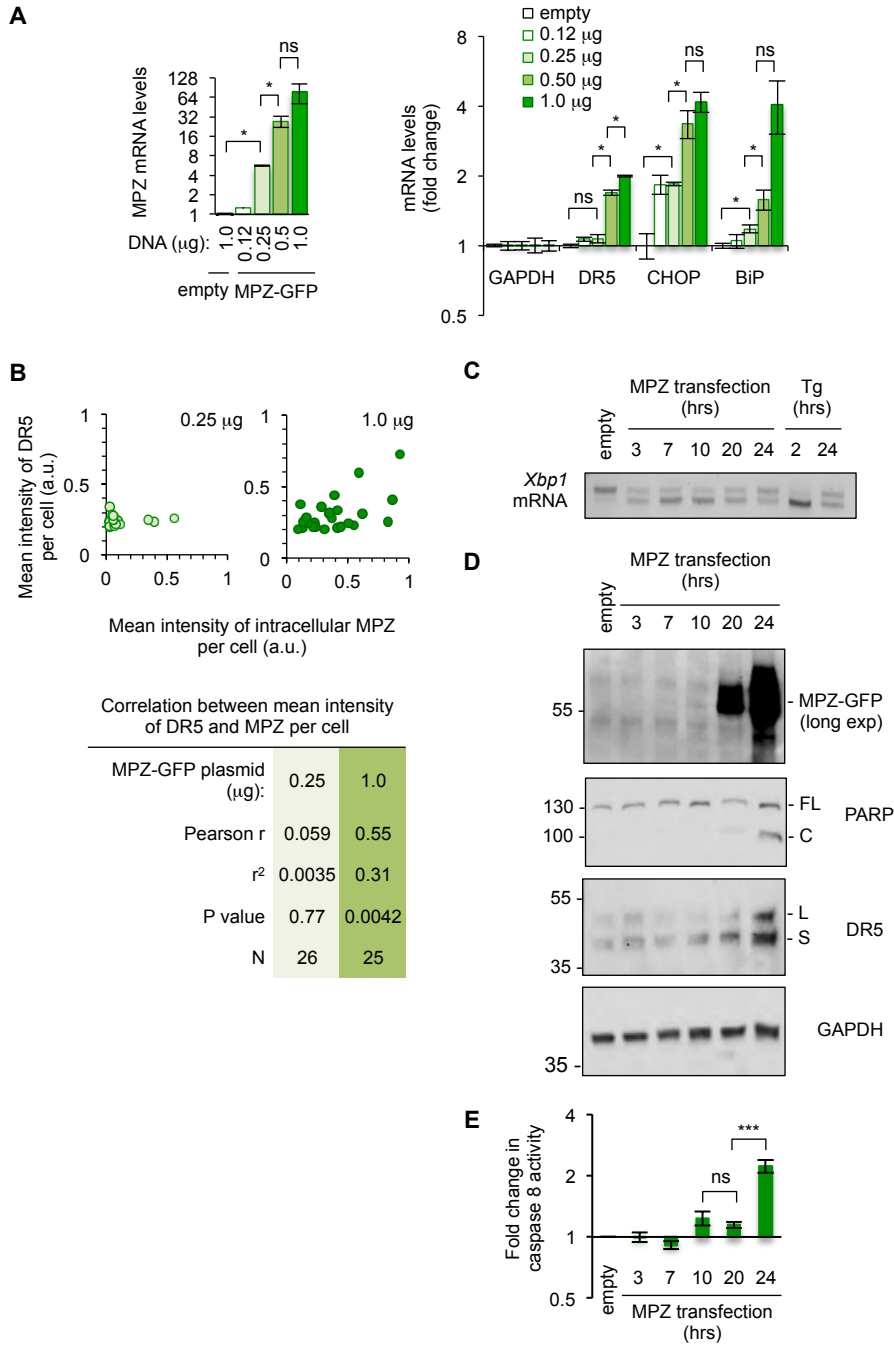 A
MPZ mRNA levels
128
64
32
16
8
4
2
1
*
*
ns
DNA (µg):
1.0
0.12
0.25
0.5
1.0
empty
MPZ-GFP
mRNA levels
(fold change)
8
4
2
1
0.5
empty
0.12 µg
0.25 µg
0.50 µg
1.0 µg
ns
*
*
*
*
ns
*
*
ns
GAPDH
DR5
CHOP
BiP
B
Mean intensity of DR5
per cell (a.u.)
1
0.5
0
0.25 µg
0
0.5
1
1
0.5
0
1.0 µg
0
0.5
1
Mean intensity of intracellular MPZ
per cell (a.u.)
Correlation between mean intensity
of DR5 and MPZ per cell
MPZ-GFP plasmid
(µg): 0.25 1.0
Pearson r 0.059 0.55
r² 0.0035 0.31
P value 0.77 0.0042
N 26 25
C
empty
MPZ transfection
(hrs)
Tg
(hrs)
3 7 10 20 24 2 24
Xbp1
mRNA
D
empty
MPZ transfection
(hrs)
3 7 10 20 24
55 -
- MPZ-GFP
(long exp)
130 -
100 -
- FL
- C
PARP
55 -
35 -
- L
- S
DR5
GAPDH
35 -
E
Fold change in
caspase 8 activity
4
2
1
0.5
ns
***
empty
3 7 10 20 24
MPZ transfection
(hrs)